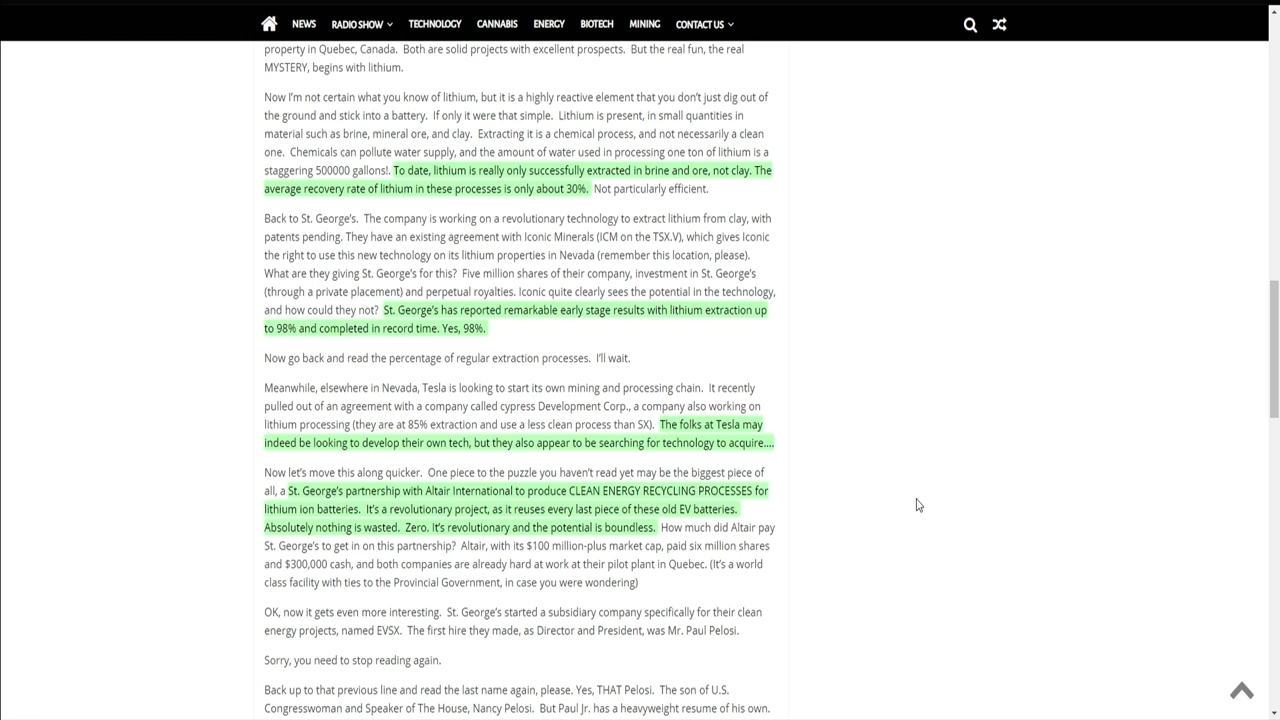 NEWS RADIO SHOW TECHNOLOGY CANNABIS ENERGY BIOTECH MINING CONTACT US
property in Quebec, Canada. Both are solid projects with excellent prospects. But the real fun, the real
MYSTERY, begins with lithium.
Now I'm not certain what you know of lithium, but it is a highly reactive element that you don't just dig out of
the ground and stick into a battery. If only it were that simple. Lithium is present, in small quantities in
material such as brine, mineral ore, and clay. Extracting it is a chemical process, and not necessarily a clean
one. Chemicals can pollute water supply, and the amount of water used in processing one ton of lithium is a
staggering 500000 gallons!. To date, lithium is really only successfully extracted in brine and ore, not clay. The
average recovery rate of lithium in these processes is only about 30%. Not particularly efficient.
Back to St. George's. The company is working on a revolutionary technology to extract lithium from clay, with
patents pending. They have an existing agreement with Iconic Minerals (ICM on the TSX.V), which gives Iconic
the right to use this new technology on its lithium properties in Nevada (remember this location, please).
What are they giving St. George's for this? Five million shares of their company, investment in St. George's
(through a private placement) and perpetual royalties. Iconic quite clearly sees the potential in the technology,
and how could they not? St. George's has reported remarkable early stage results with lithium extraction up
to 98% and completed in record time. Yes, 98%.
Now go back and read the percentage of regular extraction processes. I'll wait.
Meanwhile, elsewhere in Nevada, Tesla is looking to start its own mining and processing chain. It recently
pulled out of an agreement with a company called cypress Development Corp., a company also working on
lithium processing (they are at 85% extraction and use a less clean process than SX). The folks at Tesla may
indeed be looking to develop their own tech, but they also appear to be searching for technology to acquire....
Now let's move this along quicker. One piece to the puzzle you haven't read yet may be the biggest piece of
all, a St. George's partnership with Altair International to produce CLEAN ENERGY RECYCLING PROCESSES for
lithium ion batteries. It's a revolutionary project, as it reuses every last piece of these old EV batteries.
Absolutely nothing is wasted. Zero. It's revolutionary and the potential is boundless. How much did Altair pay
St. George's to get in on this partnership? Altair, with its $100 million-plus market cap, paid six million shares
and $300,000 cash, and both companies are already hard at work at their pilot plant in Quebec. (It's a world
class facility with ties to the Provincial Government, in case you were wondering)
OK, now it gets even more interesting. St. George's started a subsidiary company specifically for their clean
energy projects, named EVSX. The first hire they made, as Director and President, was Mr. Paul Pelosi.
Sorry, you need to stop reading again.
Back up to that previous line and read the last name again, please. Yes, THAT Pelosi. The son of U.S.
Congresswoman and Speaker of The House, Nancy Pelosi. But Paul Jr. has a heavyweight resume of his own.